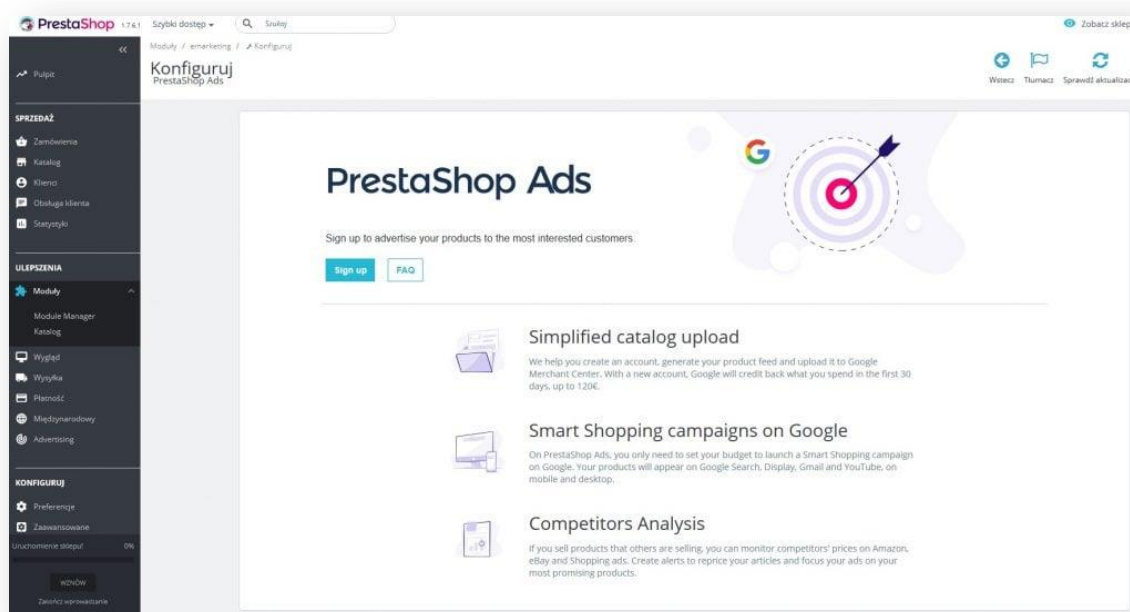 PrestaShop 1.7.6.1 Szybki dostęp Szukaj Zobacz sklep
Moduły / emarketing / Konfiguruj
Konfiguruj
PrestaShop Ads
Wstecz Tłumacz Sprawdź aktualizac
Pulpit
SPRZEDAŻ
Zamówienia
Katalog
Klienci
Obsługa klienta
Statystyki
ULEPSZENIA
Moduły
Module Manager
Katalog
Wygląd
Wysyłka
Płatność
Międzynarodowy
Advertising
KONFIGURUJ
Preferencje
Zaawansowane
Uruchomienie sklepu! 0%
WZNÓW
Zakończ wprowadzanie
G
PrestaShop Ads
Sign up to advertise your products to the most interested customers
Sign up FAQ
Simplified catalog upload
We help you create an account, generate your product feed and upload it to Google
Merchant Center. With a new account, Google will credit back what you spend in the first 30
days, up to 120€.
Smart Shopping campaigns on Google
On PrestaShop Ads, you only need to set your budget to launch a Smart Shopping campaign
on Google. Your products will appear on Google Search, Display, Gmail and YouTube, on
mobile and desktop.
Competitors Analysis
If you sell products that others are selling, you can monitor competitors' prices on Amazon,
eBay and Shopping ads. Create alerts to reprice your articles and focus your ads on your
most promising products.